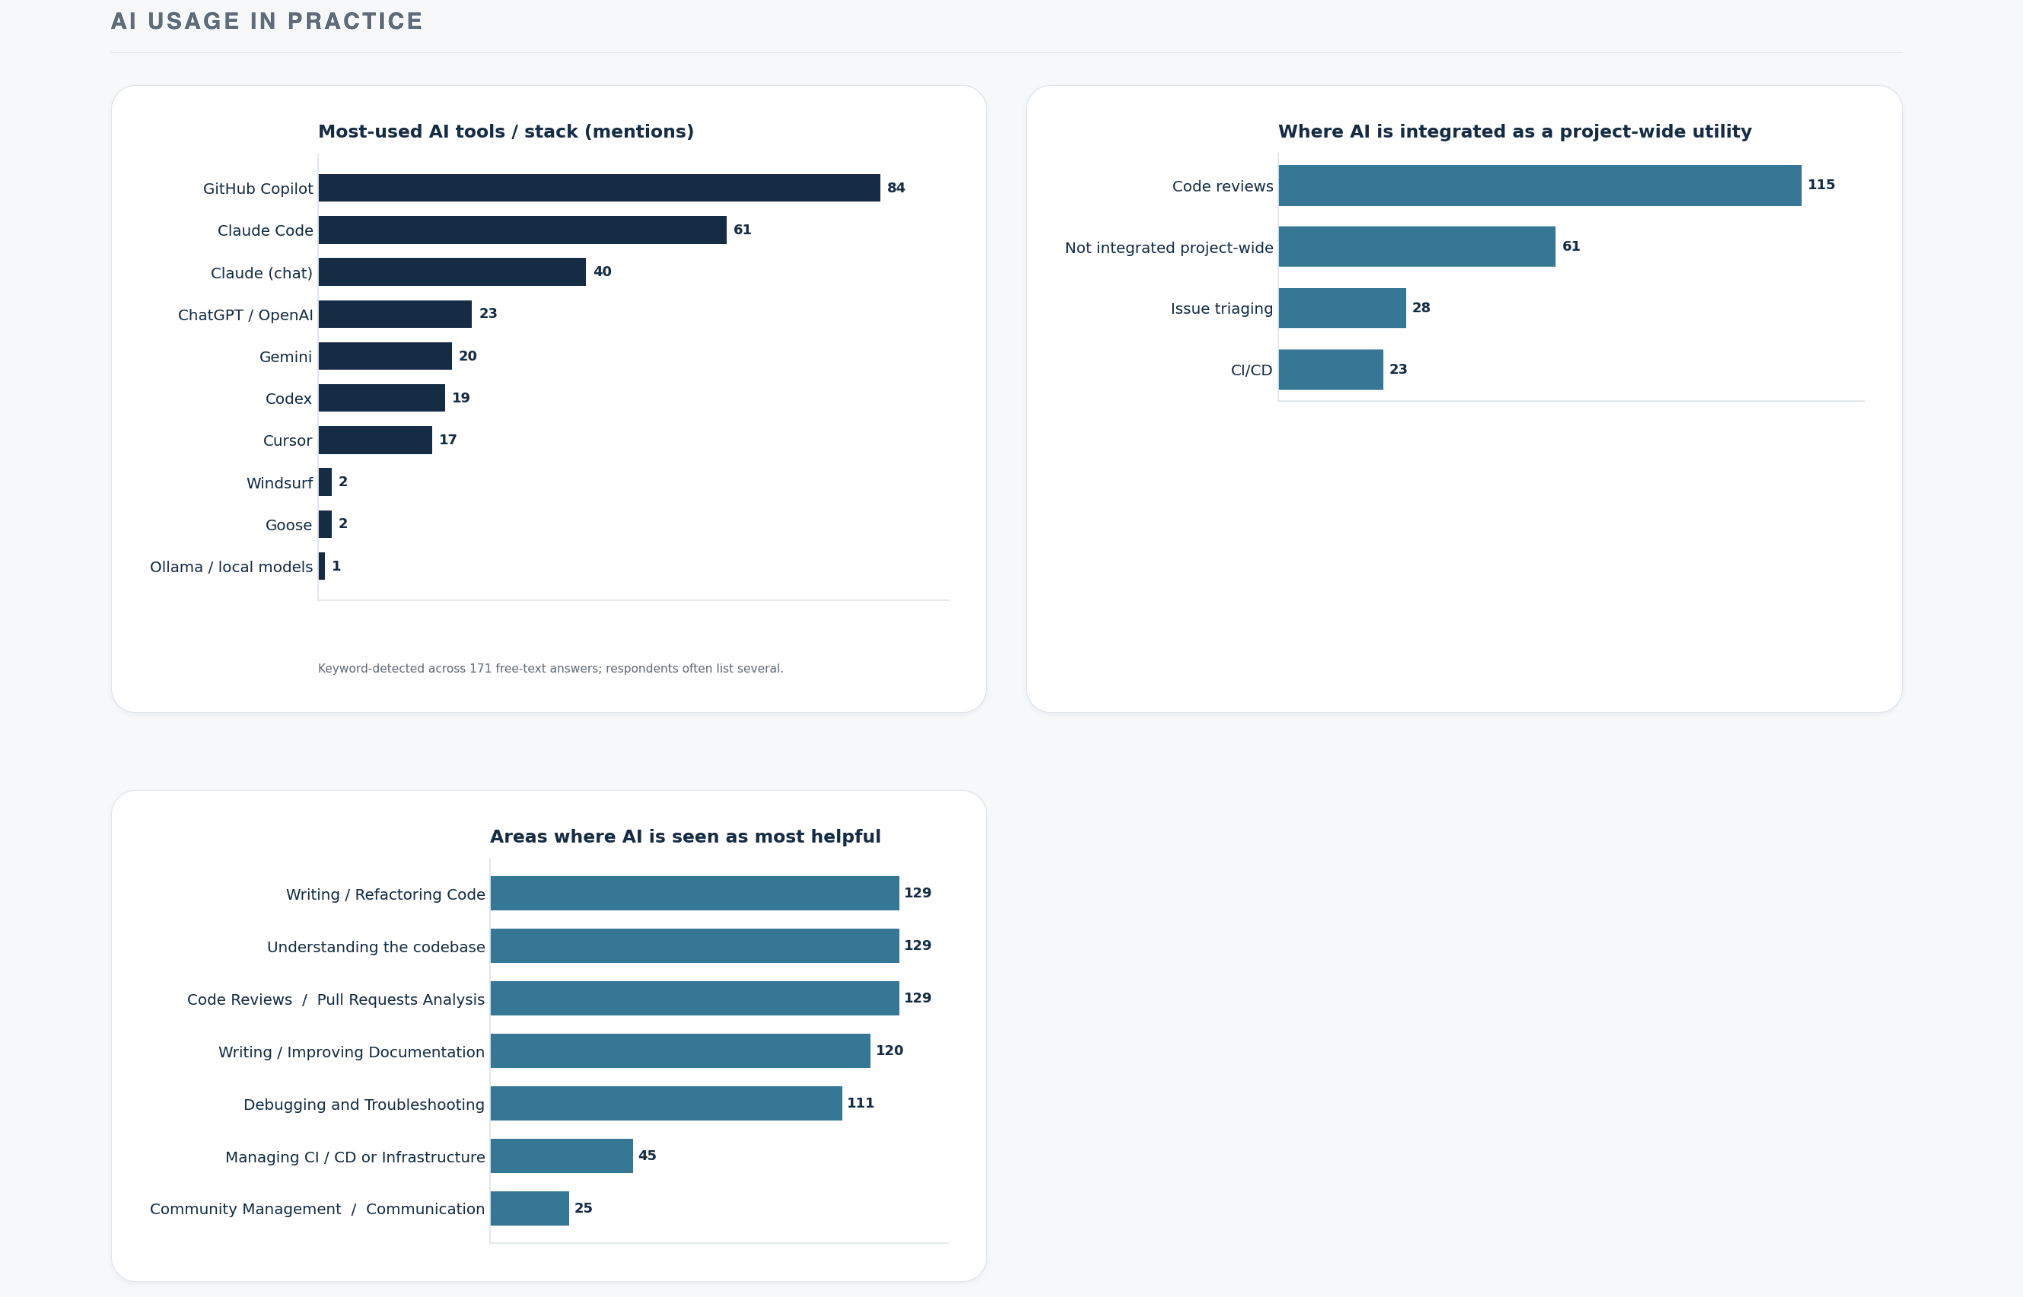 AI USAGE IN PRACTICE
Most-used AI tools / stack (mentions)
GitHub Copilot 84
Claude Code 61
Claude (chat) 40
ChatGPT / OpenAI 23
Gemini 20
Codex 19
Cursor 17
Windsurf 2
Goose 2
Ollama / local models 1
Keyword-detected across 171 free-text answers; respondents often list several.
Where AI is integrated as a project-wide utility
Code reviews 115
Not integrated project-wide 61
Issue triaging 28
CI/CD 23
Areas where AI is seen as most helpful
Writing / Refactoring Code 129
Understanding the codebase 129
Code Reviews / Pull Requests Analysis 129
Writing / Improving Documentation 120
Debugging and Troubleshooting 111
Managing CI / CD or Infrastructure 45
Community Management / Communication 25